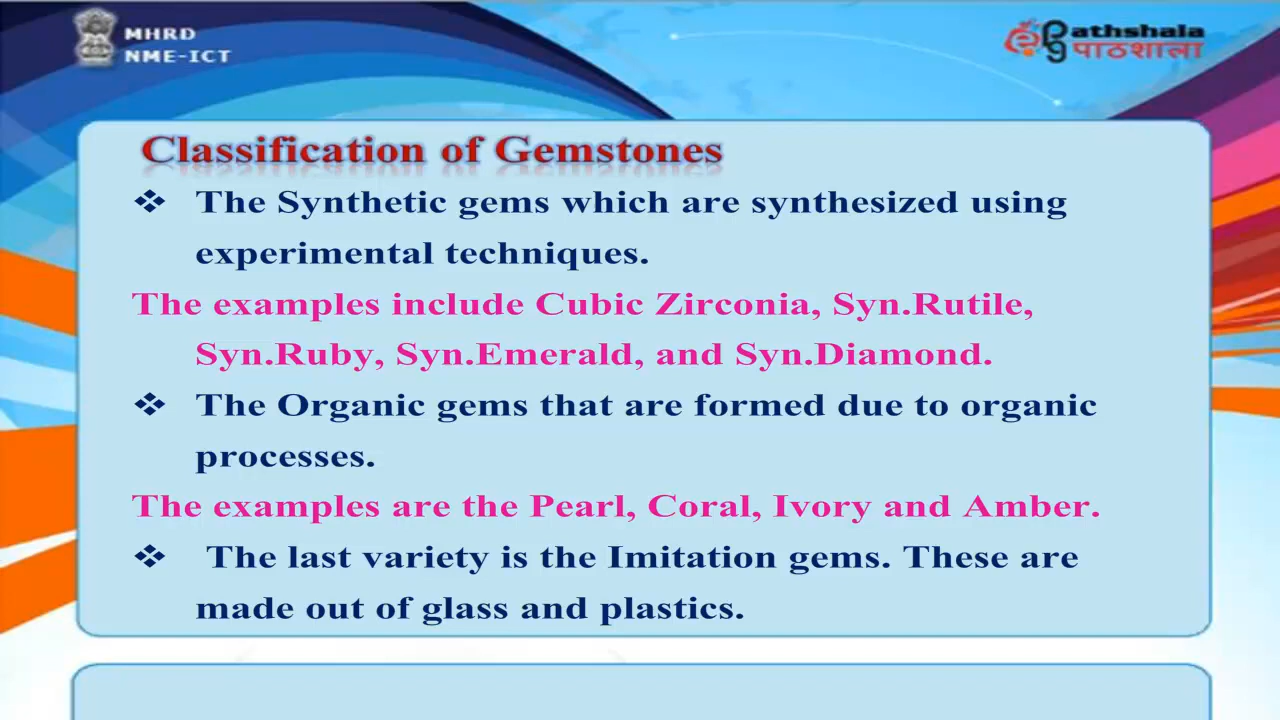 MHRD
NME-ICT
ePG athshala
पाठशाला
Classification of Gemstones
❖ The Synthetic gems which are synthesized using
experimental techniques.
The examples include Cubic Zirconia, Syn.Rutile,
Syn.Ruby, Syn.Emerald, and Syn.Diamond.
❖ The Organic gems that are formed due to organic
processes.
The examples are the Pearl, Coral, Ivory and Amber.
❖ The last variety is the Imitation gems. These are
made out of glass and plastics.